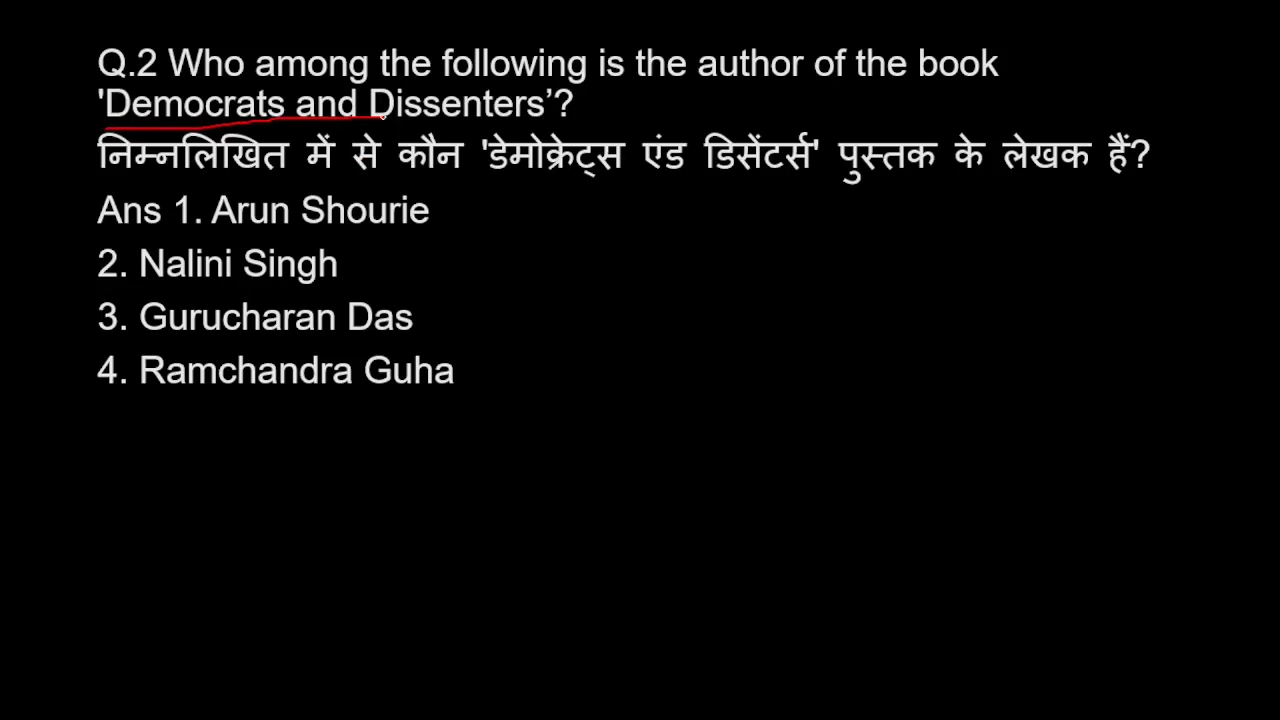 Q.2 Who among the following is the author of the book
'Democrats and Dissenters’?
निम्नलिखित में से कौन 'डेमोक्रेट्स एंड डिसेंटर्स' पुस्तक के लेखक हैं?
Ans 1. Arun Shourie
2. Nalini Singh
3. Gurucharan Das
4. Ramchandra Guha